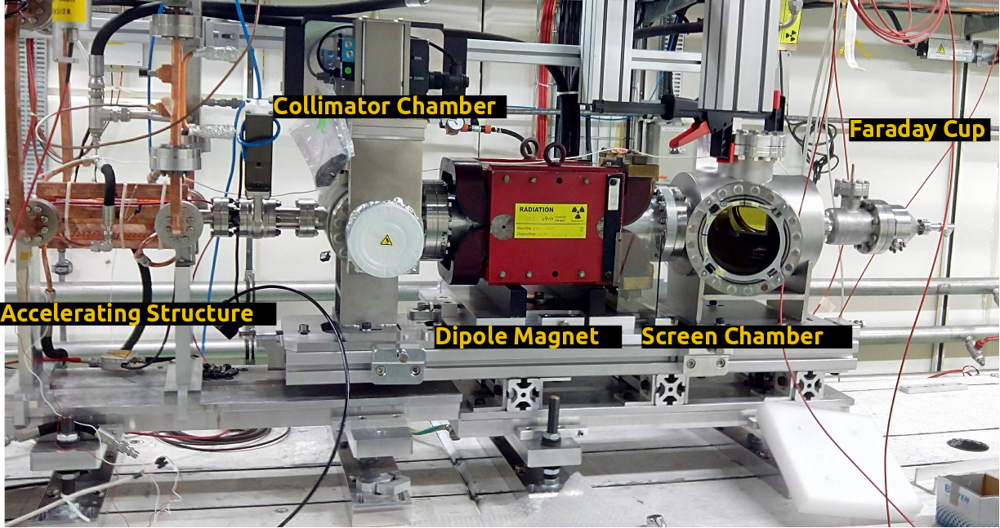 Collimator Chamber
Faraday Cup
RADIATION
Accelerating Structure
Dipole Magnet
Screen Chamber